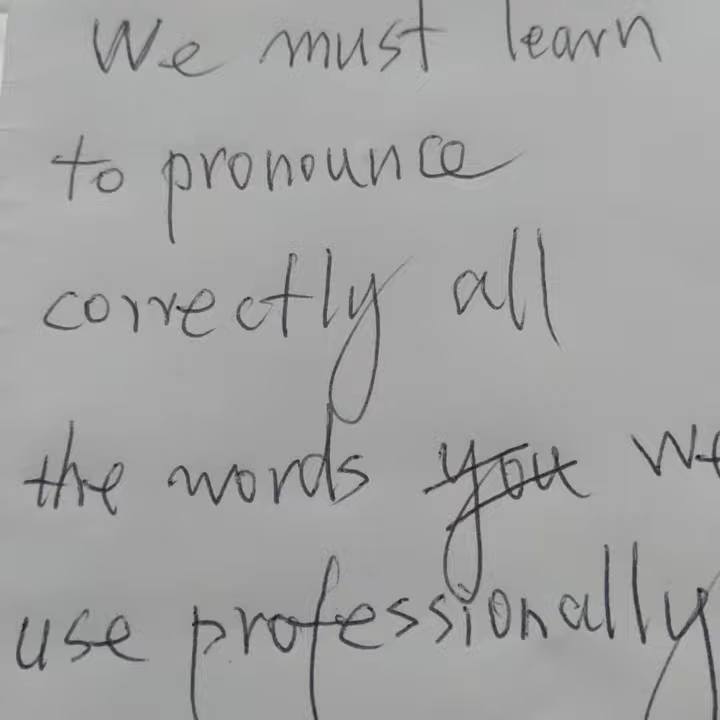 We must learn
to pronounce
correctly all
the words you we
use professionally